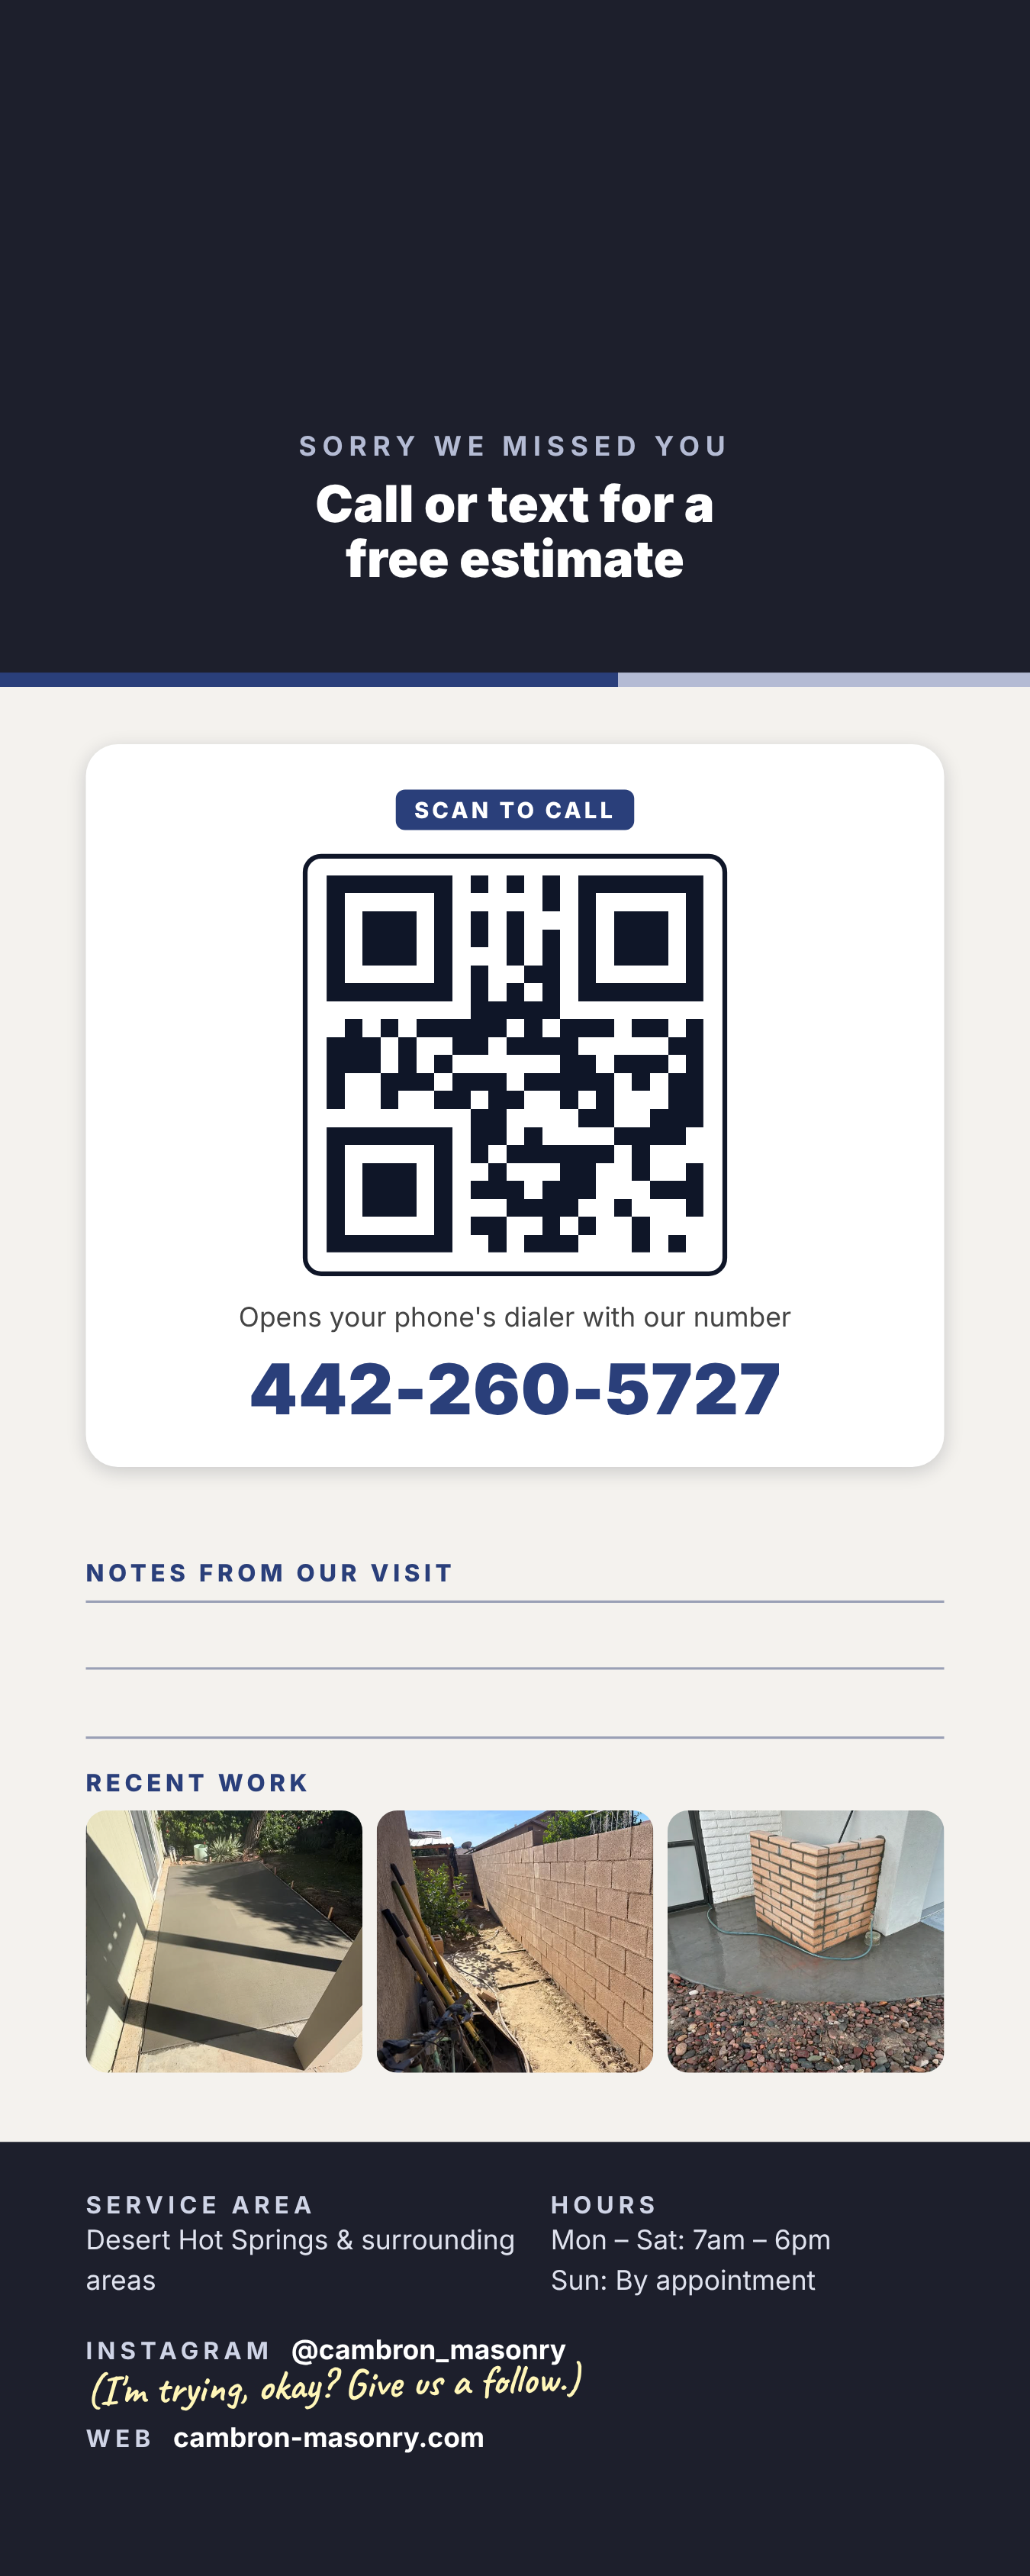 SORRY WE MISSED YOU
Call or text for a
free estimate
SCAN TO CALL
Opens your phone's dialer with our number
442-260-5727
NOTES FROM OUR VISIT
RECENT WORK
SERVICE AREA
Desert Hot Springs & surrounding
areas
HOURS
Mon – Sat: 7am – 6pm
Sun: By appointment
INSTAGRAM @cambron_masonry
(I'm trying, okay? Give us a follow.)
WEB cambron-masonry.com